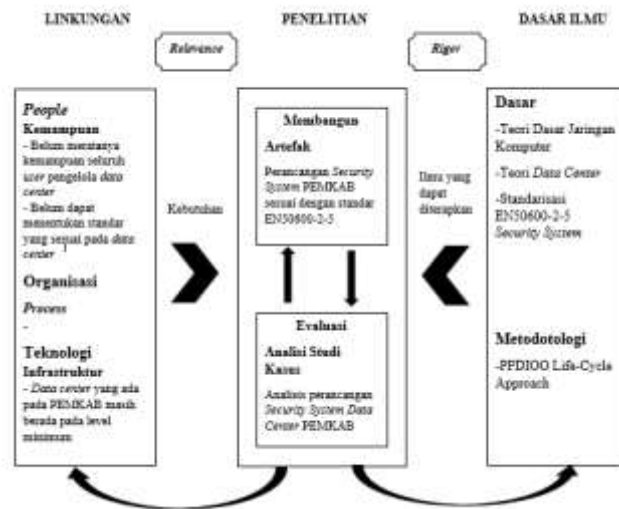 LINKUNGAN
PENELITIAN
DASAR ILMU
Relevance
Rigor
People
Kemampuan
- Belum meratanya
kemampuan seluruh
user pengelola data
center
- Belum dapat
menentukan standar
yang sesuai pada data
center
Organisasi
Process
-
Teknologi
Infrastruktur
- Data center yang ada
pada PEMKAB masih
berada pada level
minimum
Kebutuhan
Membangun
Artefak
Perancangan Security
System PEMKAB
sesuai dengan standar
EN50600-2-5
Evaluasi
Analisi Studi
Kasus
Analisis perancangan
Security System Data
Center PEMKAB
Ilmu yang
dapat
diterapkan
Dasar
-Teori Dasar Jaringan
Komputer
-Teori Data Center
-Standarisasi
EN50600-2-5
Security System
Metodotologi
-PPDIOO Life-Cycle
Approach